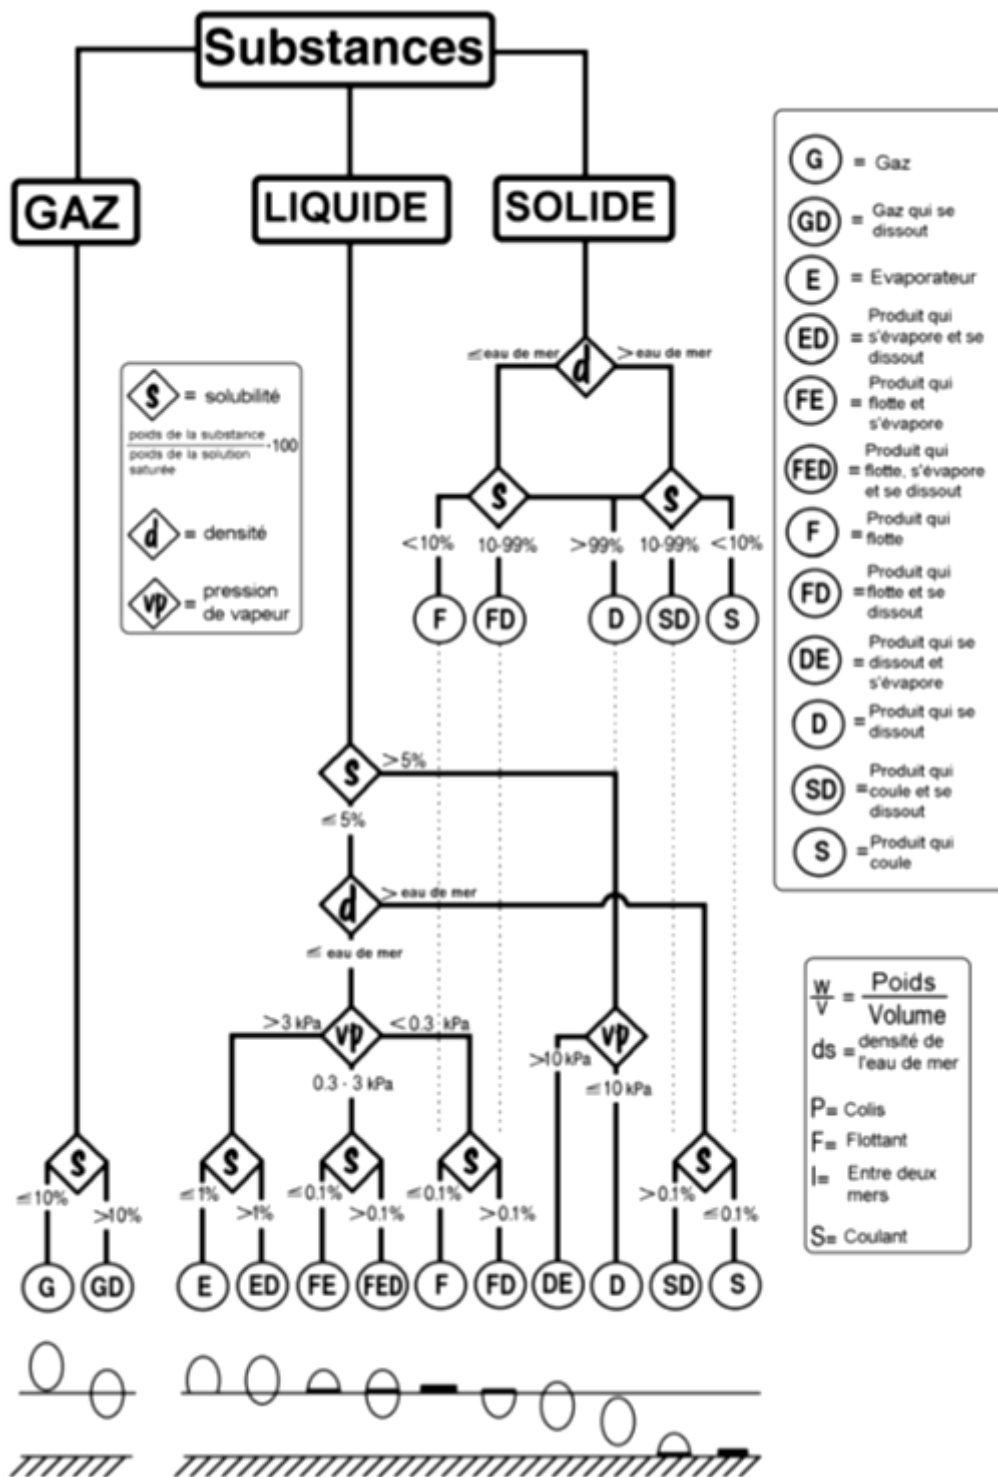 Substances
GAZ
LIQUIDE
SOLIDE
≤eau de mer
d
>eau de mer
S
S
<10%
10-99%
>99%
10-99%
<10%
F
FD
D
SD
S
S = solubilité
poids de la substance
poids de la solution
saturée
·100
d = densité
vp = pression
de vapeur
S
>5%
≤5%
d
>eau de mer
≤ eau de mer
>3 kPa
vp
<0.3 kPa
0.3 - 3 kPa
vp
>10 kPa
≤10 kPa
S
S
S
S
S
≤10%
>10%
≤1%
>1%
≤0.1%
>0.1%
≤0.1%
>0.1%
>0.1%
≤0.1%
G
GD
E
ED
FE
FED
F
FD
DE
D
SD
S
G = Gaz
GD = Gaz qui se
dissout
E = Evaporateur
ED = Produit qui
s'évapore et se
dissout
FE = Produit qui
flotte et
s'évapore
FED = Produit qui
flotte, s'évapore
et se dissout
F = Produit qui
flotte
FD = Produit qui
flotte et se
dissout
DE = Produit qui se
dissout et
s'évapore
D = Produit qui se
dissout
SD = Produit qui
coule et se
dissout
S = Produit qui
coule
W
V
= Poids
Volume
ds = densité de
l'eau de mer
P= Colis
F= Flottant
I= Entre deux
mers
S= Coulant